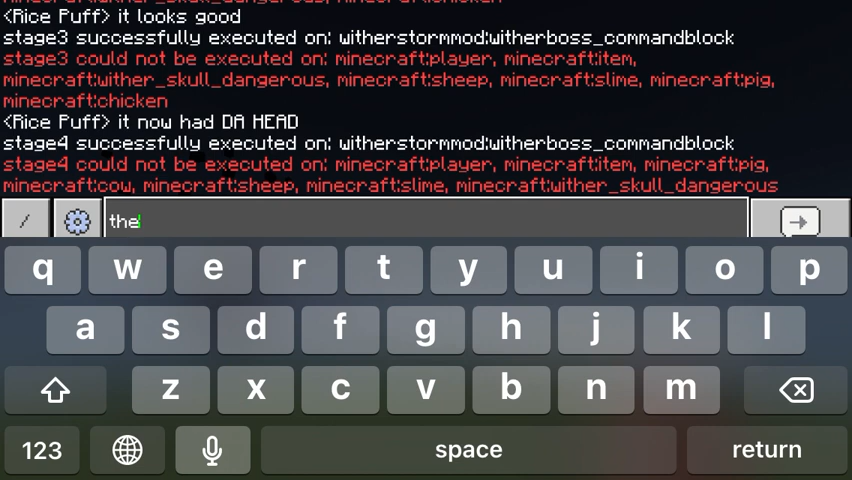 <Rice Puff> it looks good
stage3 successfully executed on: witherstormmod:witherboss_commandblock
stage3 could not be executed on: minecraft:player, minecraft:item,
minecraft:wither_skull_dangerous, minecraft:sheep, minecraft:slime, minecraft:pig,
minecraft:chicken
<Rice Puff> it now had DA HEAD
stage4 successfully executed on: witherstormmod:witherboss_commandblock
stage4 could not be executed on: minecraft:player, minecraft:item, minecraft:pig,
minecraft:cow, minecraft:sheep, minecraft:slime, minecraft:wither_skull_dangerous
/ the
q w e r t y u i o p
a s d f g h j k l
z x c v b n m
123 space return